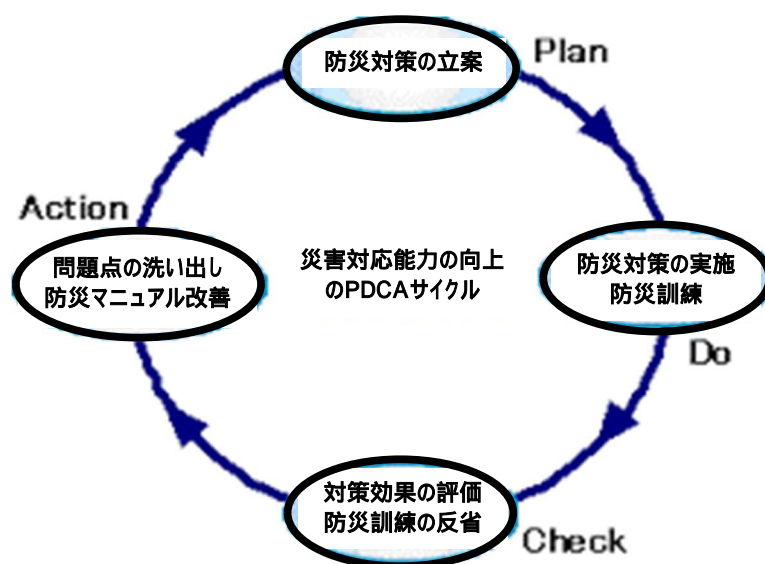 防災対策の立案
Plan
Action
問題点の洗い出し
防災マニュアル改善
災害対応能力の向上
のPDCAサイクル
防災対策の実施
防災訓練
Do
対策効果の評価
防災訓練の反省
Check